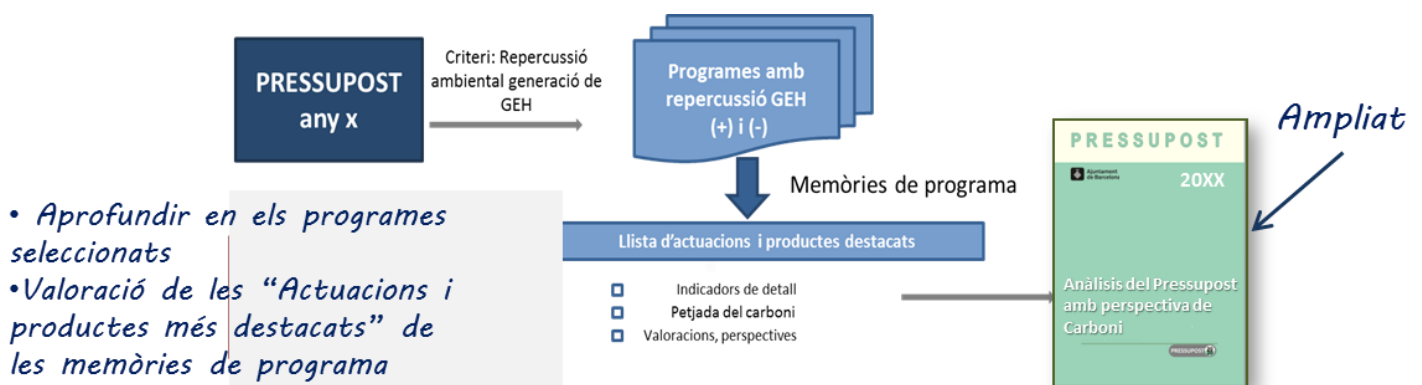 PRESSUPOST
any x
Criteri: Repercussió
ambiental generació de
GEH
Programes amb
repercussió GEH
(+) i (-)
Memòries de programa
Llista d'actuacions i productes destacats
Indicadors de detall
Petjada del carboni
Valoracions, perspectives
• Aprofundir en els programes
seleccionats
•Valoració de les “Actuacions i
productes més destacats” de
les memòries de programa
Ampliat
PRESSUPOST
Ajuntament
de Barcelona
20XX
Anàlisis del Pressupost
amb perspectiva de
Carboni
PRESSUPOST